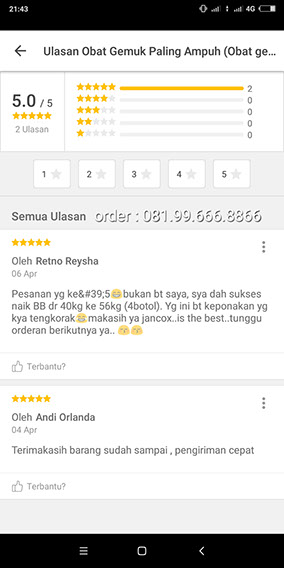 21:43
4G
Ulasan Obat Gemuk Paling Ampuh (Obat ge...
5.0 / 5
2 Ulasan
2
0
0
0
0
1 2 3 4 5
Semua Ulasan order : 081.99.666.8866
Oleh Retno Reysha
06 Apr
Pesanan yg ke&#39;5😂bukan bt saya, sya dah sukses
naik BB dr 40kg ke 56kg (4botol). Yg ini bt keponakan yg
kya tengkorak😂makasih ya jancox..is the best..tunggu
orderan berikutnya ya.. 😙😙
Terbantu?
Oleh Andi Orlanda
04 Apr
Terimakasih barang sudah sampai , pengiriman cepat
Terbantu?